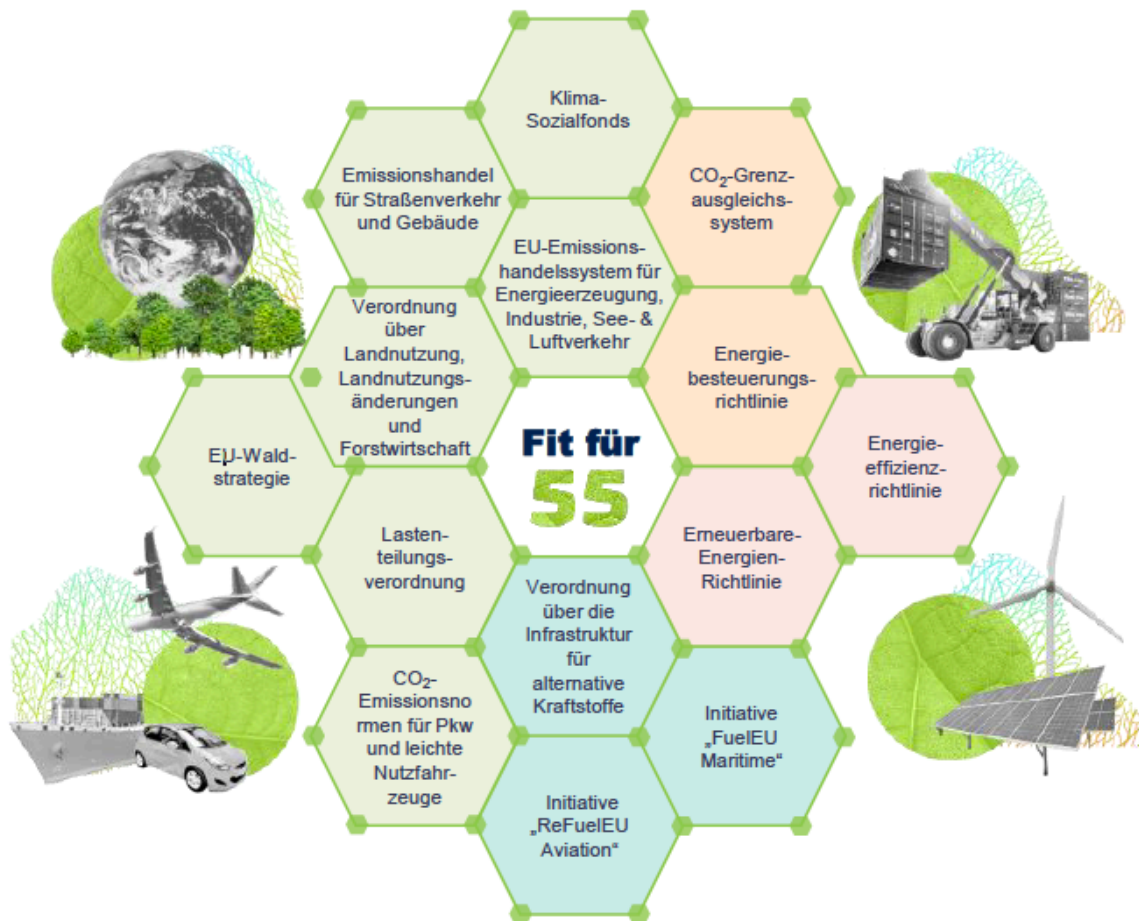 Klima-
Sozialfonds
Emissionshandel
für Straßenverkehr
und Gebäude
CO₂-Grenz-
ausgleichs-
system
EU-Emissions-
handelssystem für
Energieerzeugung,
Industrie, See- &
Luftverkehr
Verordnung
über
Landnutzung,
Landnutzungs-
änderungen
und
Forstwirtschaft
Energie-
besteuerungs-
richtlinie
EU-Wald-
strategie
Fit für
55
Energie-
effizienz-
richtlinie
Lasten-
teilungs-
verordnung
Erneuerbare-
Energien-
Richtlinie
Verordnung
über die
Infrastruktur
für
alternative
Kraftstoffe
CO₂-
Emissionsno
rmen für Pkw
und leichte
Nutzfahr-
zeuge
Initiative
„FuelEU
Maritime“
Initiative
„ReFuelEU
Aviation“